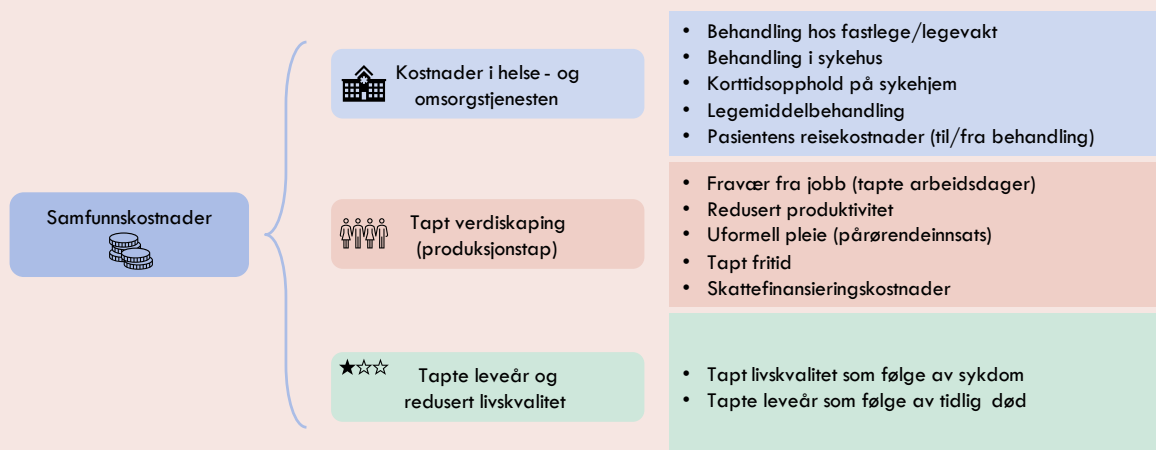 Samfunnskostnader
Kostnader i helse- og
omsorgstjenesten
• Behandling hos fastlege/legevakt
• Behandling i sykehus
• Korttidsopphold på sykehjem
• Legemiddelbehandling
• Pasientens reisekostnader (til/fra behandling)
Tapt verdiskaping
(produksjonstap)
• Fravær fra jobb (tapte arbeidsdager)
• Redusert produktivitet
• Uformell pleie (pårørendeinnsats)
• Tapt fritid
• Skattefinansieringskostnader
Tapte leveår og
redusert livskvalitet
• Tapt livskvalitet som følge av sykdom
• Tapte leveår som følge av tidlig død